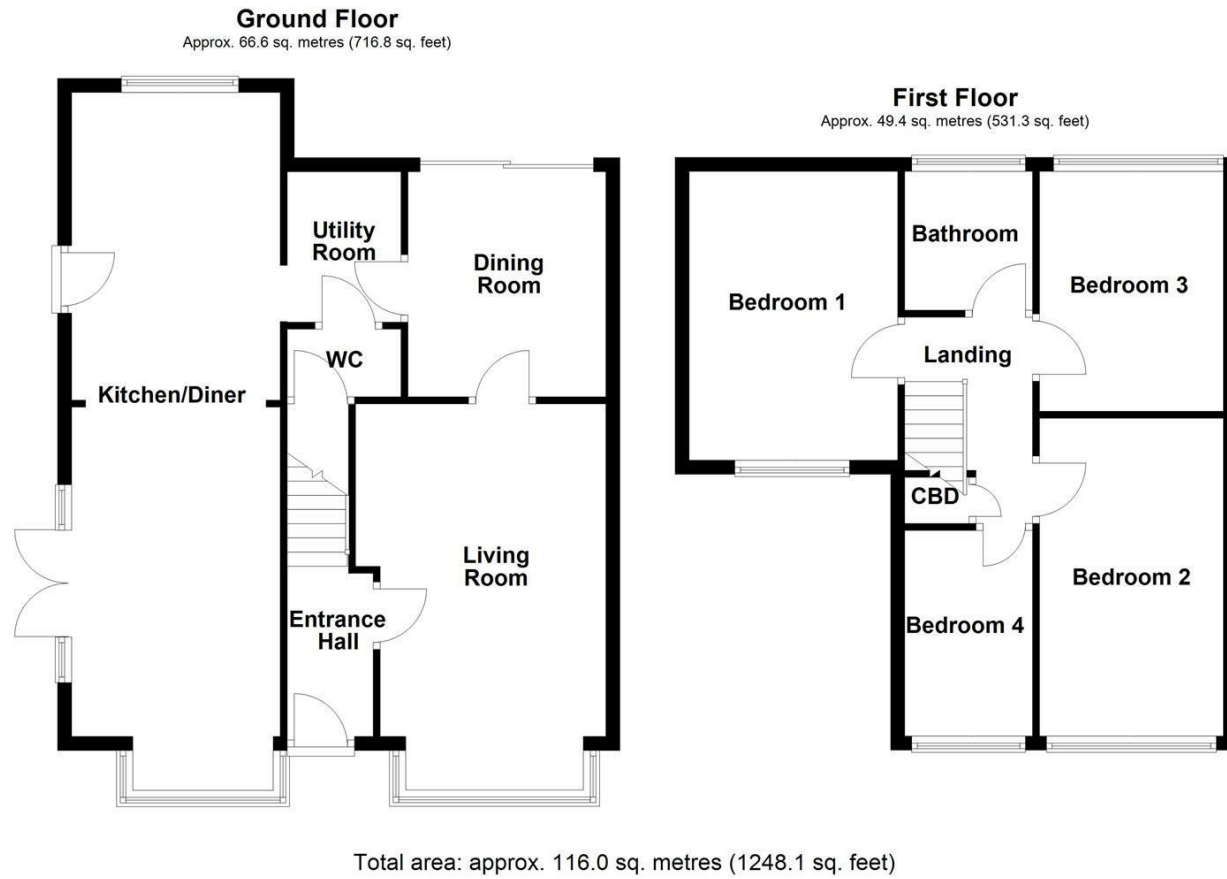 Ground Floor
Approx. 66.6 sq. metres (716.8 sq. feet)
Utility
Room
Dining
Room
WC
Kitchen/Diner
Living
Room
Entrance
Hall
First Floor
Approx. 49.4 sq. metres (531.3 sq. feet)
Bathroom
Bedroom 1
Bedroom 3
Landing
CBD
Bedroom 2
Bedroom 4
Total area: approx. 116.0 sq. metres (1248.1 sq. feet)